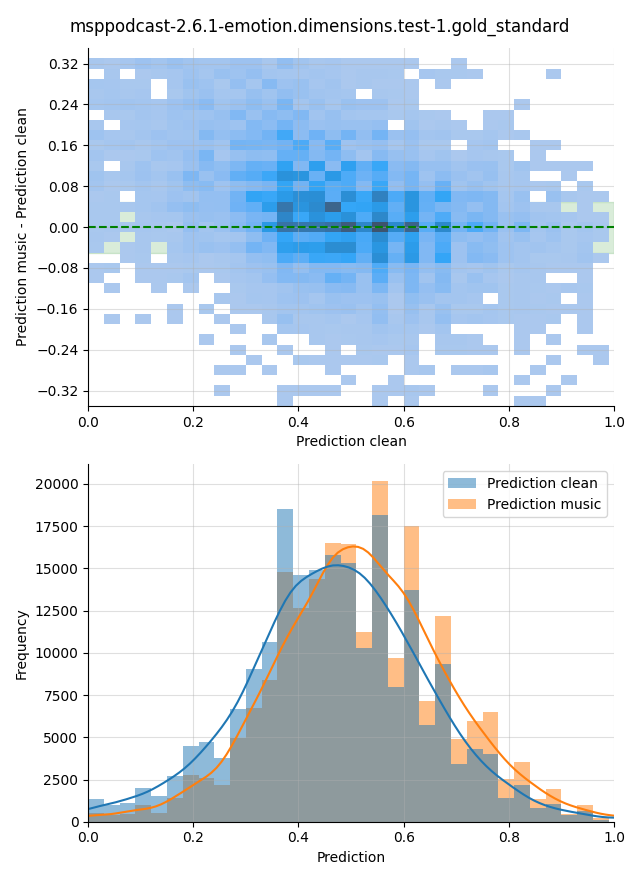 msppodcast-2.6.1-emotion.dimensions.test-1.gold_standard
0.32
0.24
0.16
0.08
0.00
−0.08
−0.16
−0.24
−0.32
Prediction music - Prediction clean
0.0 0.2 0.4 0.6 0.8 1.0
Prediction clean
20000
17500
15000
12500
10000
7500
5000
2500
0
Frequency
Prediction clean
Prediction music
0.0 0.2 0.4 0.6 0.8 1.0
Prediction